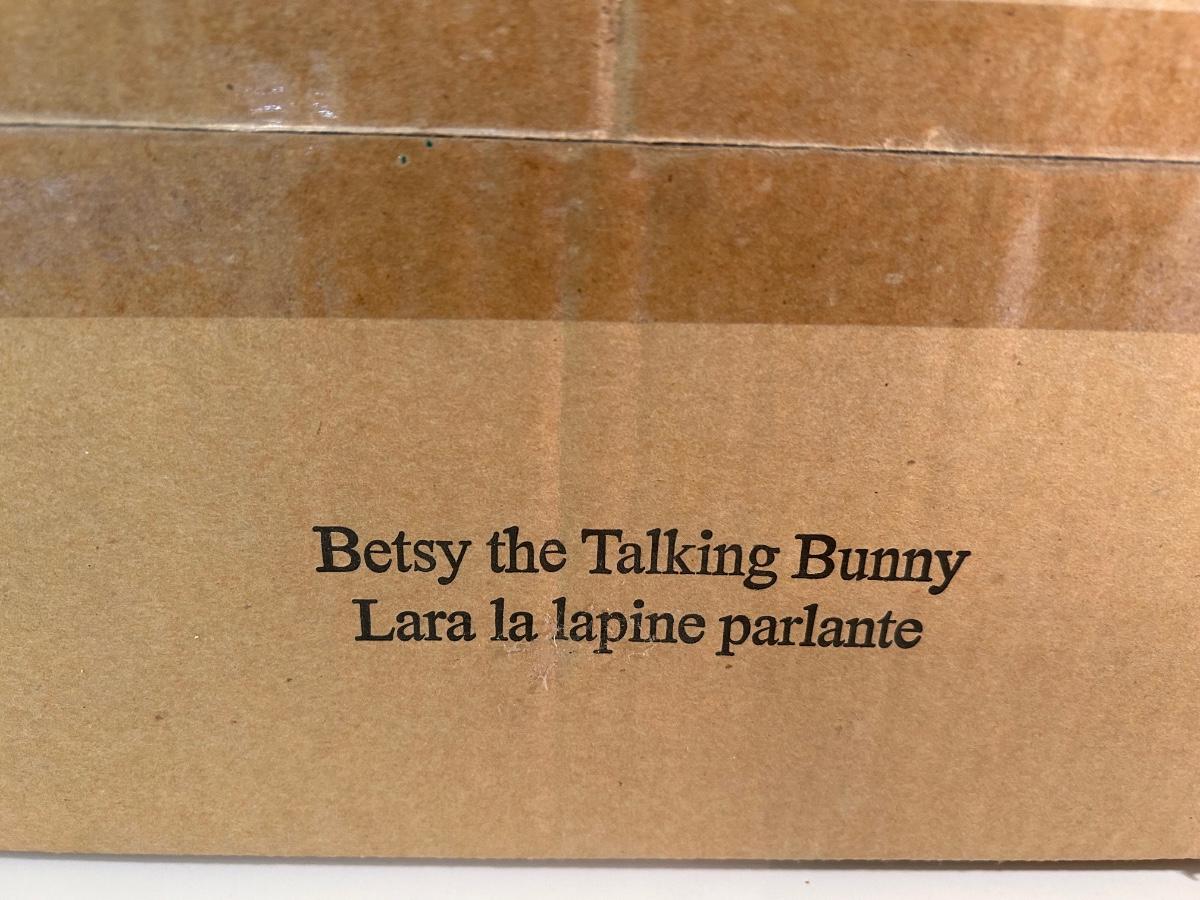 Betsy the Talking Bunny
Lara la lapine parlante